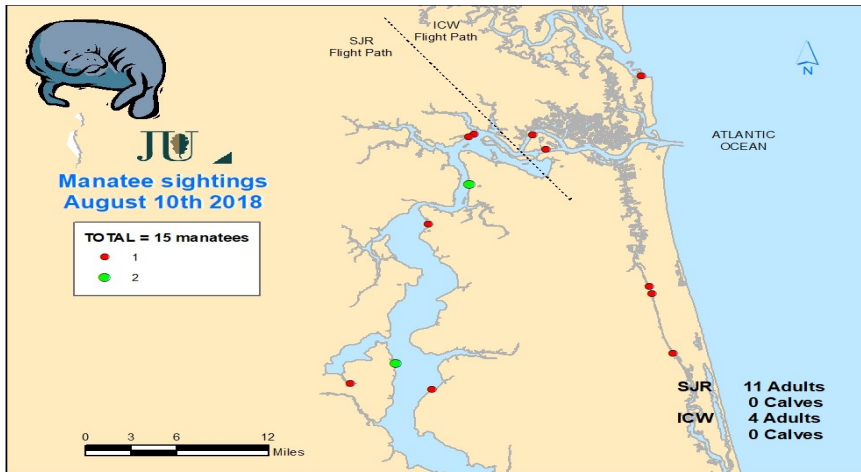 ICW
Flight Path
SJR
Flight Path
N
ATLANTIC
OCEAN
JU
Manatee sightings
August 10th 2018
TOTAL = 15 manatees
1
2
SJR 11 Adults
0 Calves
ICW 4 Adults
0 Calves
0 3 6 12
Miles